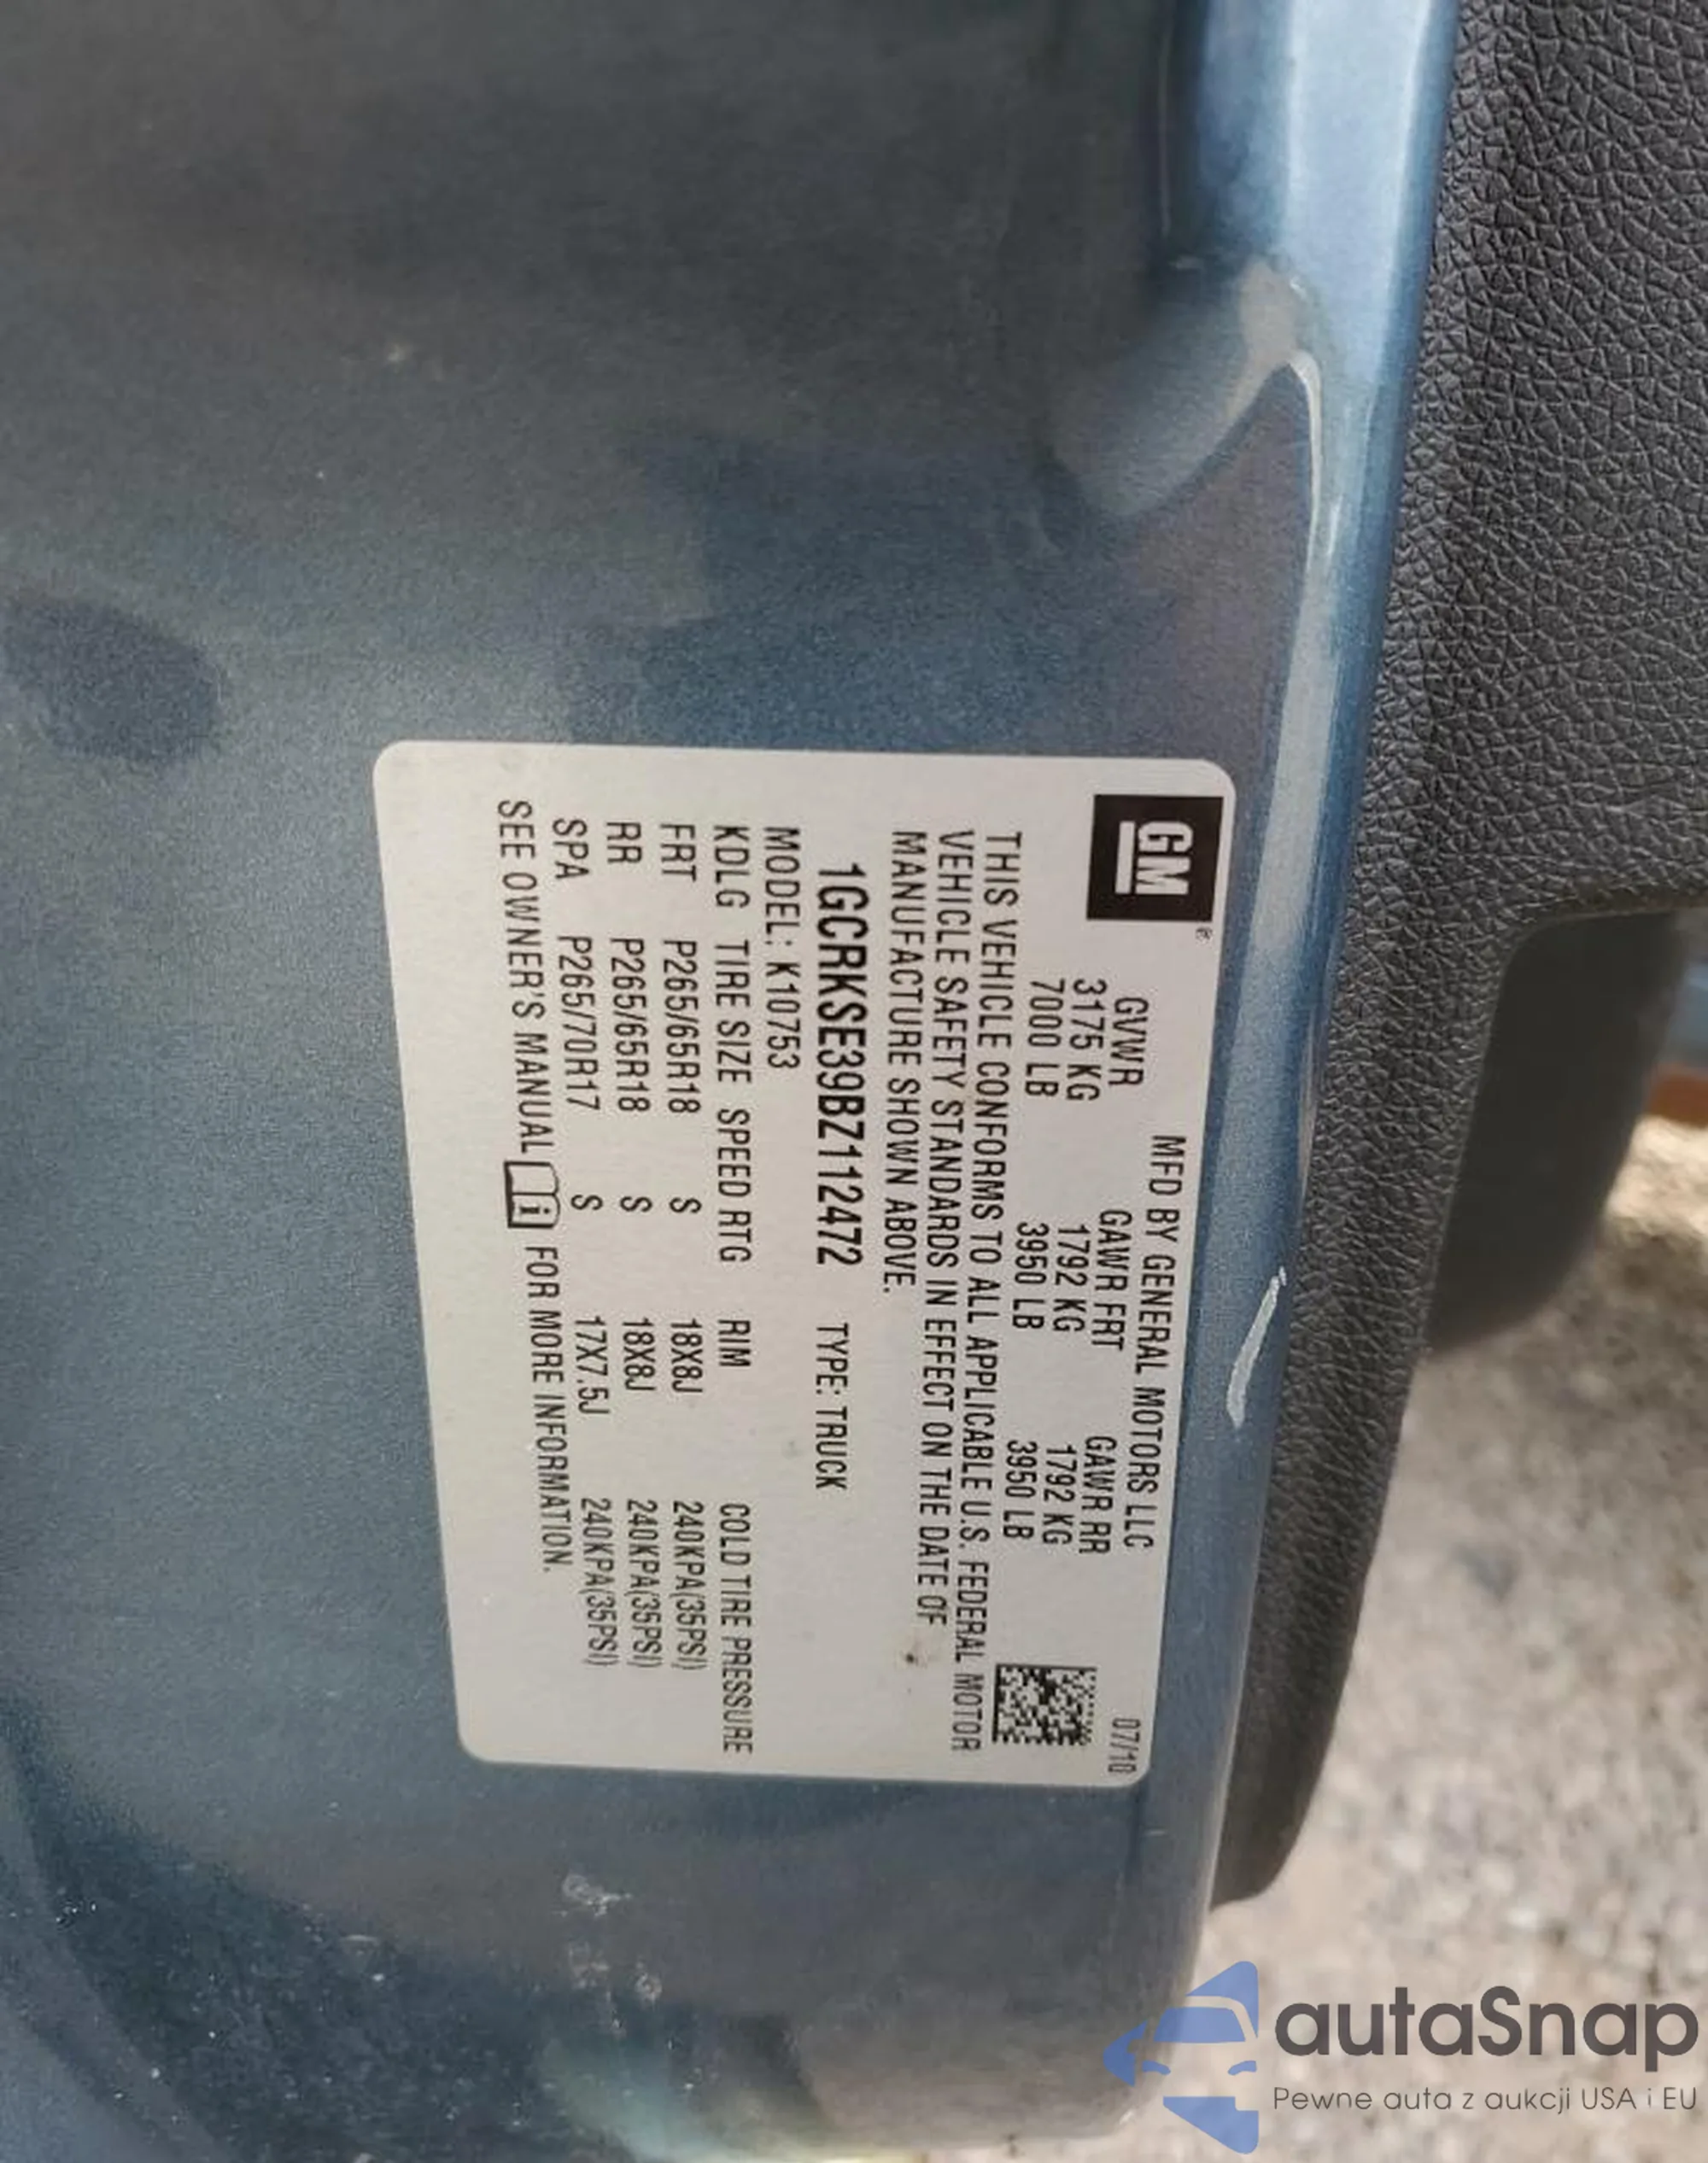 GM®
MFD BY GENERAL MOTORS LLC 07/10
GVWR GAWR FRT GAWR RR
3175 KG 1792 KG 1792 KG
7000 LB 3950 LB 3950 LB
THIS VEHICLE CONFORMS TO ALL APPLICABLE U.S. FEDERAL MOTOR
VEHICLE SAFETY STANDARDS IN EFFECT ON THE DATE OF
MANUFACTURE SHOWN ABOVE.
1GCRKSE39BZ112472 TYPE: TRUCK
MODEL: K10753
KDLG TIRE SIZE SPEED RTG RIM COLD TIRE PRESSURE
FRT P265/65R18 S 18X8J 240KPA(35PSI)
RR P265/65R18 S 18X8J 240KPA(35PSI)
SPA P265/70R17 S 17X7.5J 240KPA(35PSI)
SEE OWNER'S MANUAL i FOR MORE INFORMATION.
autaSnap
Pewne auta z aukcji USA i EU